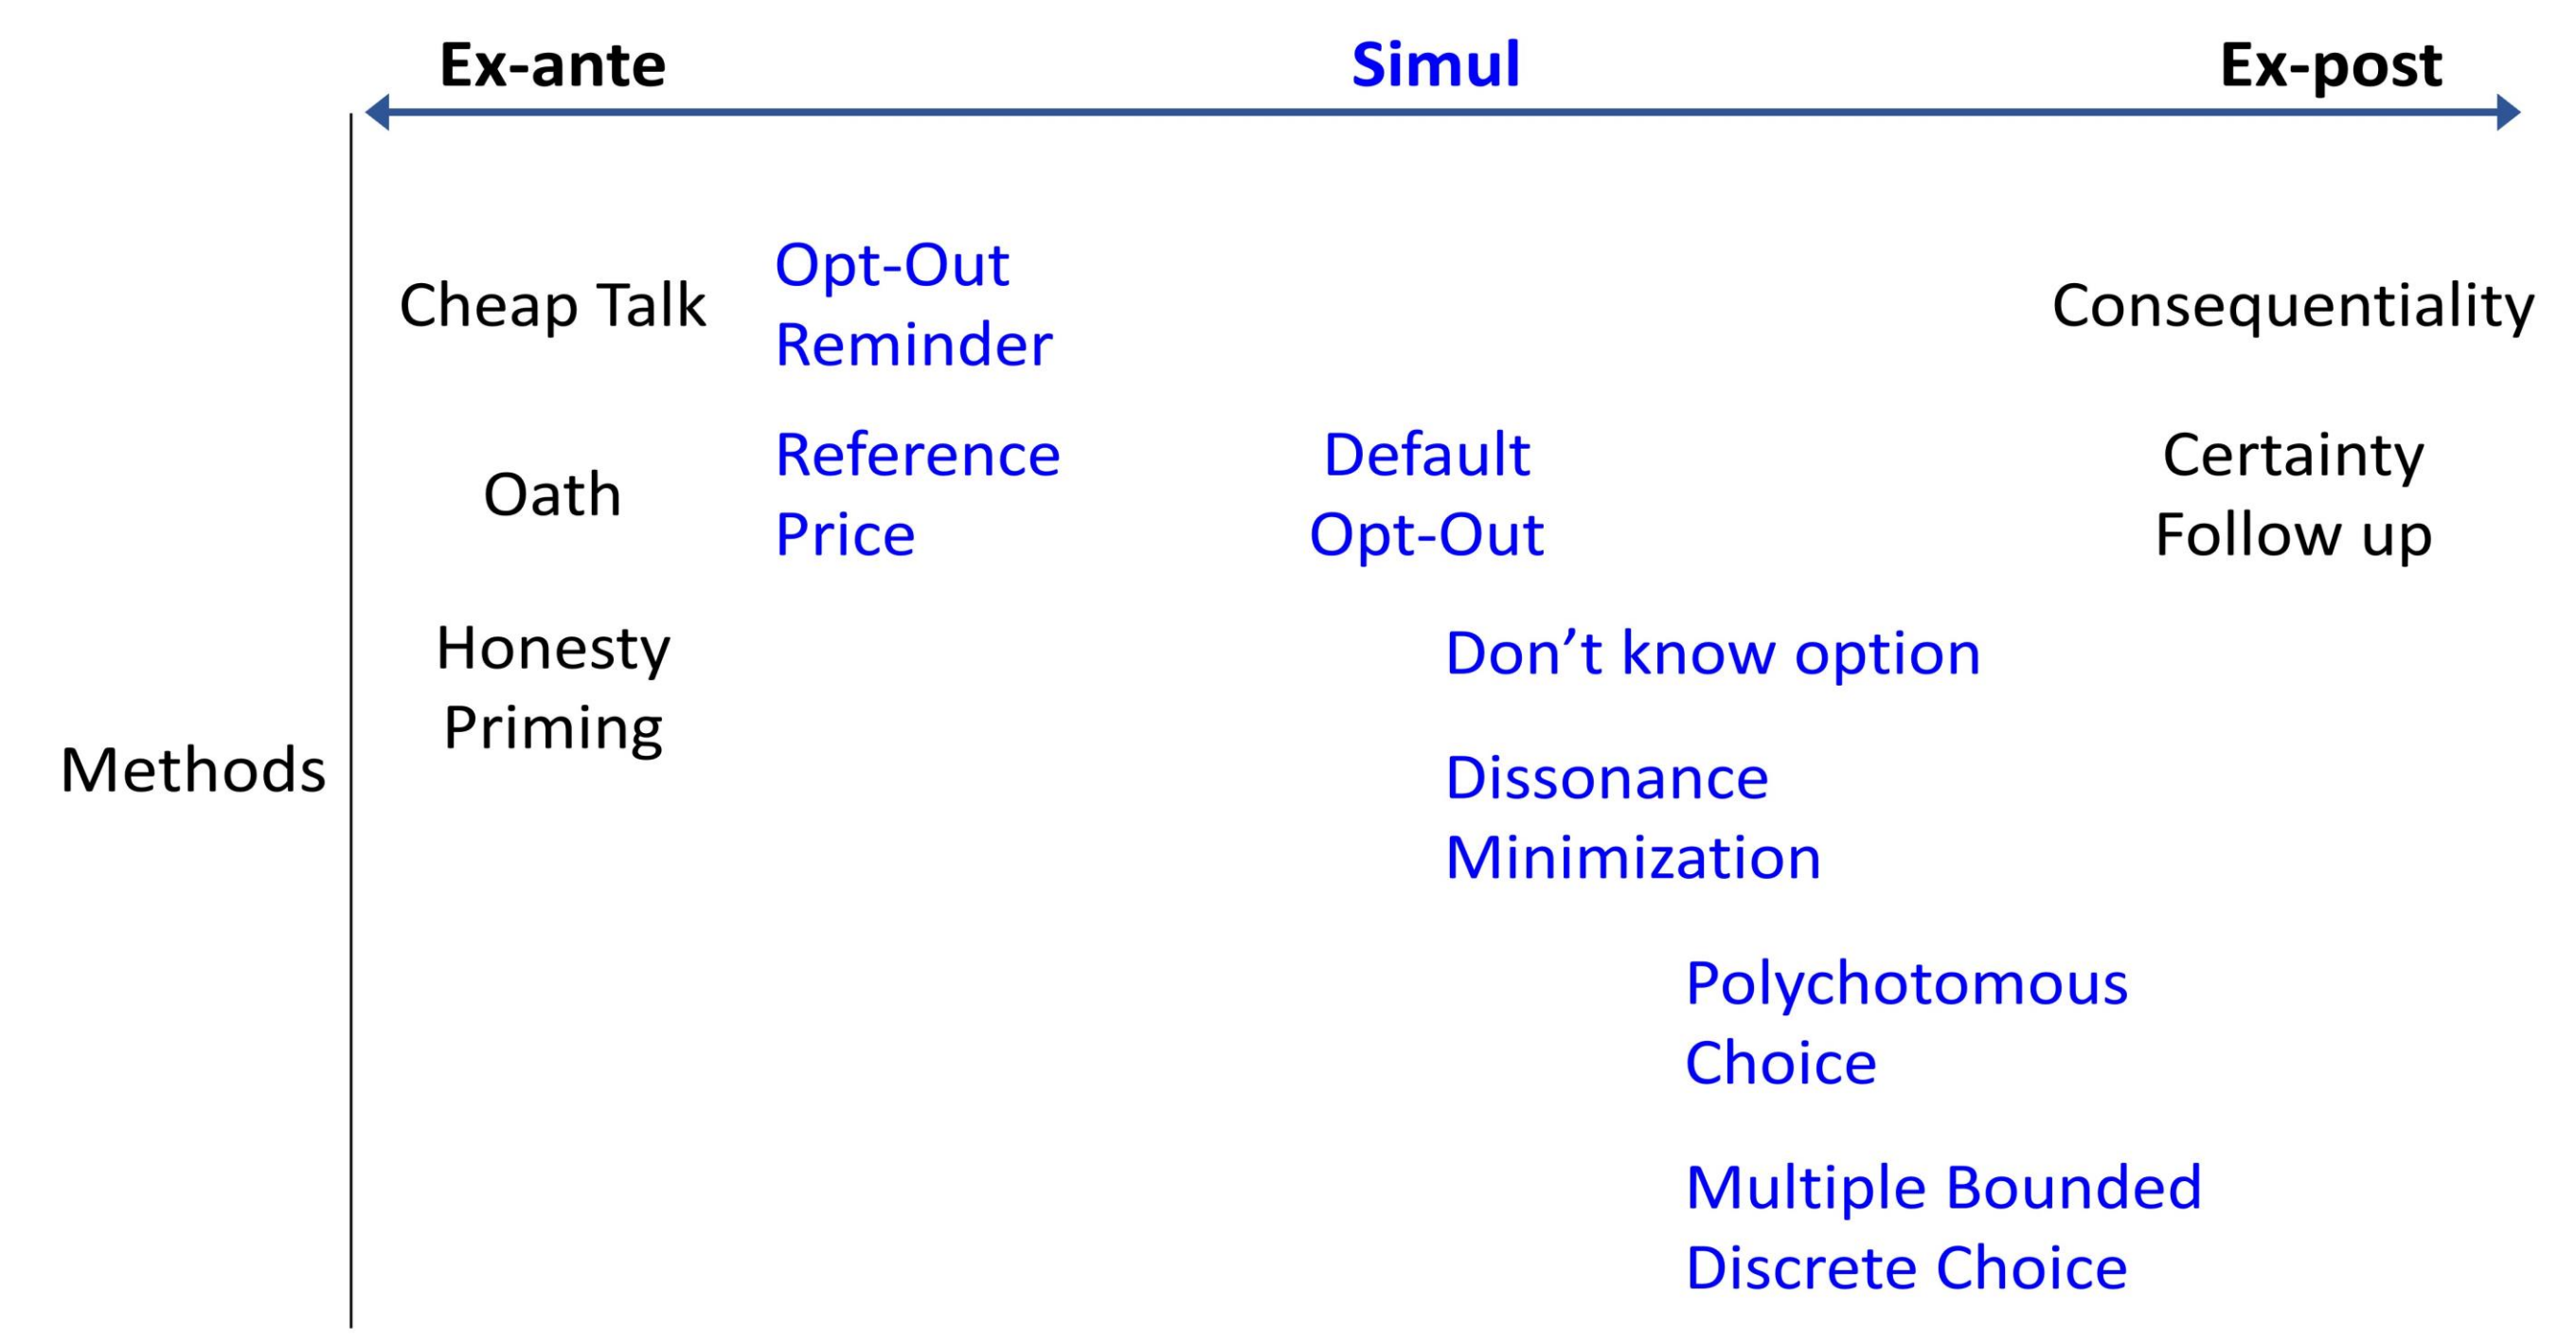 Ex-ante Simul Ex-post
Cheap Talk
Opt-Out
Reminder
Consequentiality
Oath
Reference
Price
Default
Opt-Out
Certainty
Follow up
Honesty
Priming
Don’t know option
Methods
Dissonance
Minimization
Polychotomous
Choice
Multiple Bounded
Discrete Choice